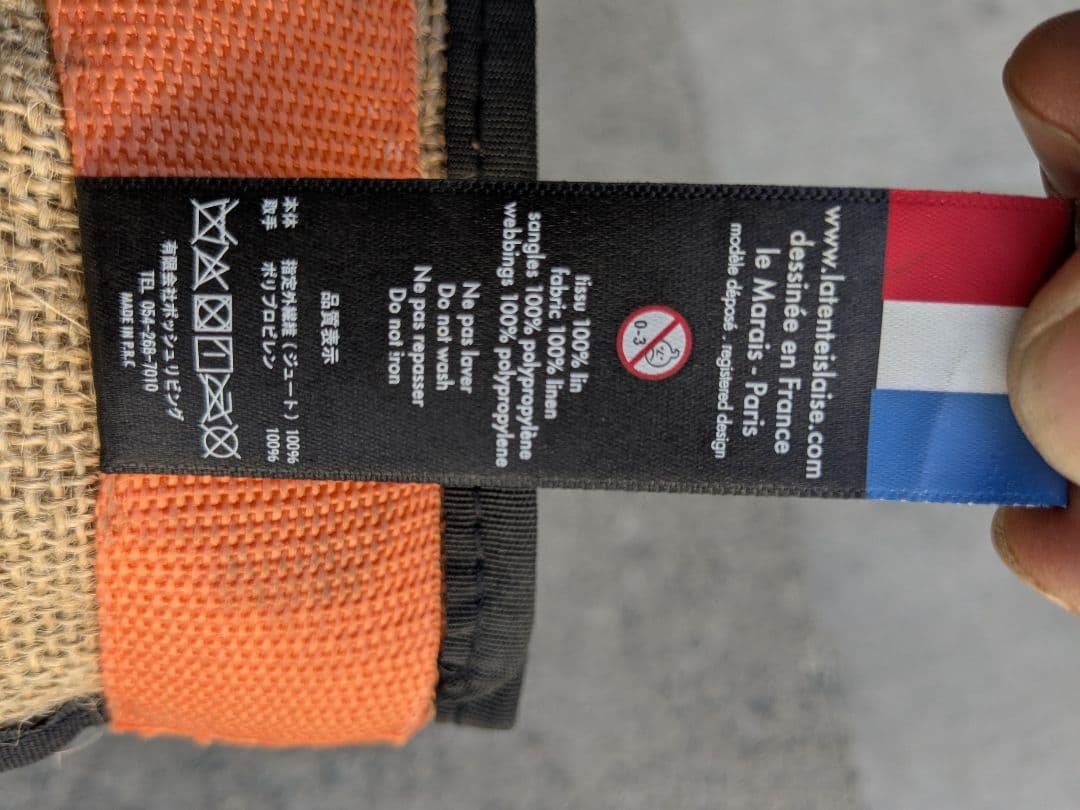 www.latenteislaise.com
dessinée en France
le Marais - Paris
modèle déposé . registered design
0-3
tissu 100% lin
fabric 100% linen
sangles 100% polypropylène
webbings 100% polypropylene
Ne pas laver
Do not wash
Ne pas repasser
Do not iron
品質表示
本体 指定外繊維(ジュート) 100%
取手 ポリプロピレン 100%
有限会社ボッシュリビング
TEL. 054-268-7010
MADE IN P.R.C